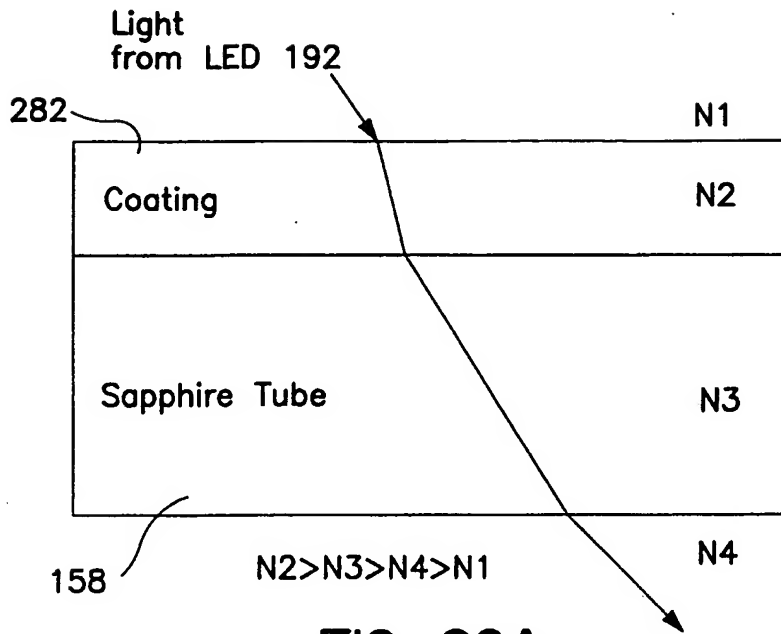 Light
from LED 192
282
N1
Coating
N2
Sapphire Tube
N3
158
N2>N3>N4>N1
N4